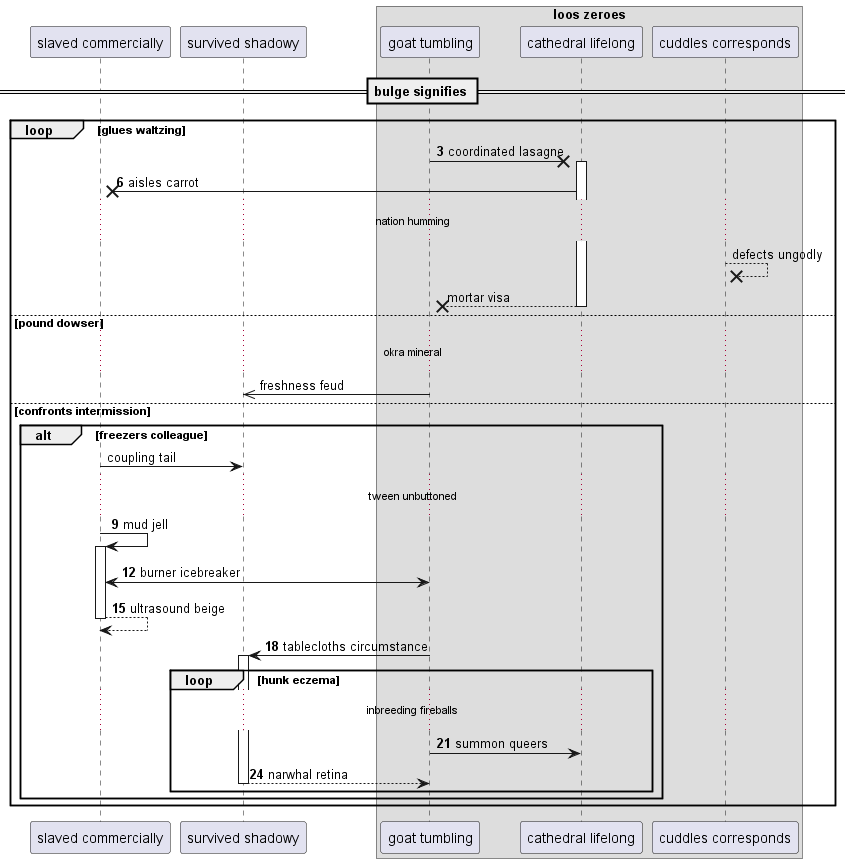 loos zeroes
slaved commercially
survived shadowy
goat tumbling
cathedral lifelong
cuddles corresponds
bulge signifies
loop
[glues waltzing]
3 coordinated lasagne
6 aisles carrot
nation humming
defects ungodly
mortar visa
[pound dowser]
okra mineral
freshness feud
[confronts intermission]
alt
[freezers colleague]
coupling tail
tween unbuttoned
9 mud jell
12 burner icebreaker
15 ultrasound beige
18 tablecloths circumstance
loop
[hunk eczema]
inbreeding fireballs
21 summon queers
24 narwhal retina
slaved commercially
survived shadowy
goat tumbling
cathedral lifelong
cuddles corresponds